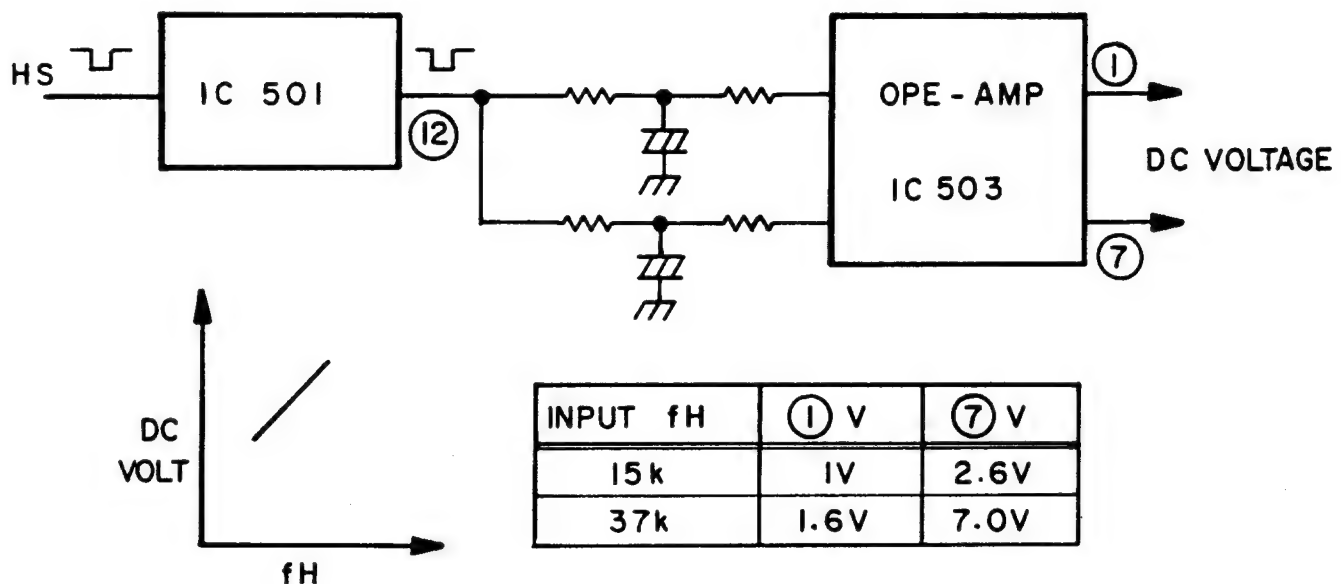 HS
IC 501
12
OPE-AMP
IC 503
1
DC VOLTAGE
7
DC
VOLT
fH
INPUT fH 1 V 7 V
15k 1V 2.6V
37k 1.6V 7.0V